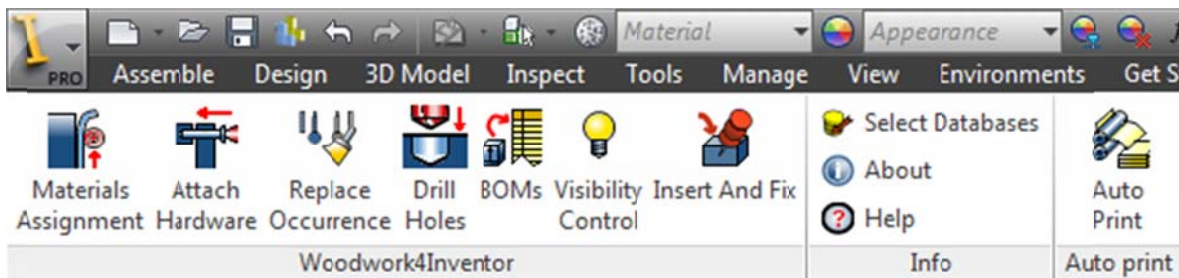 PRO
Material
Appearance
Assemble Design 3D Model Inspect Tools Manage View Environments Get S
Materials Assignment
Attach Hardware
Replace Occurrence
Drill Holes
BOMs
Visibility Control
Insert And Fix
Select Databases
About
Help
Auto Print
Woodwork4Inventor
Info
Auto print